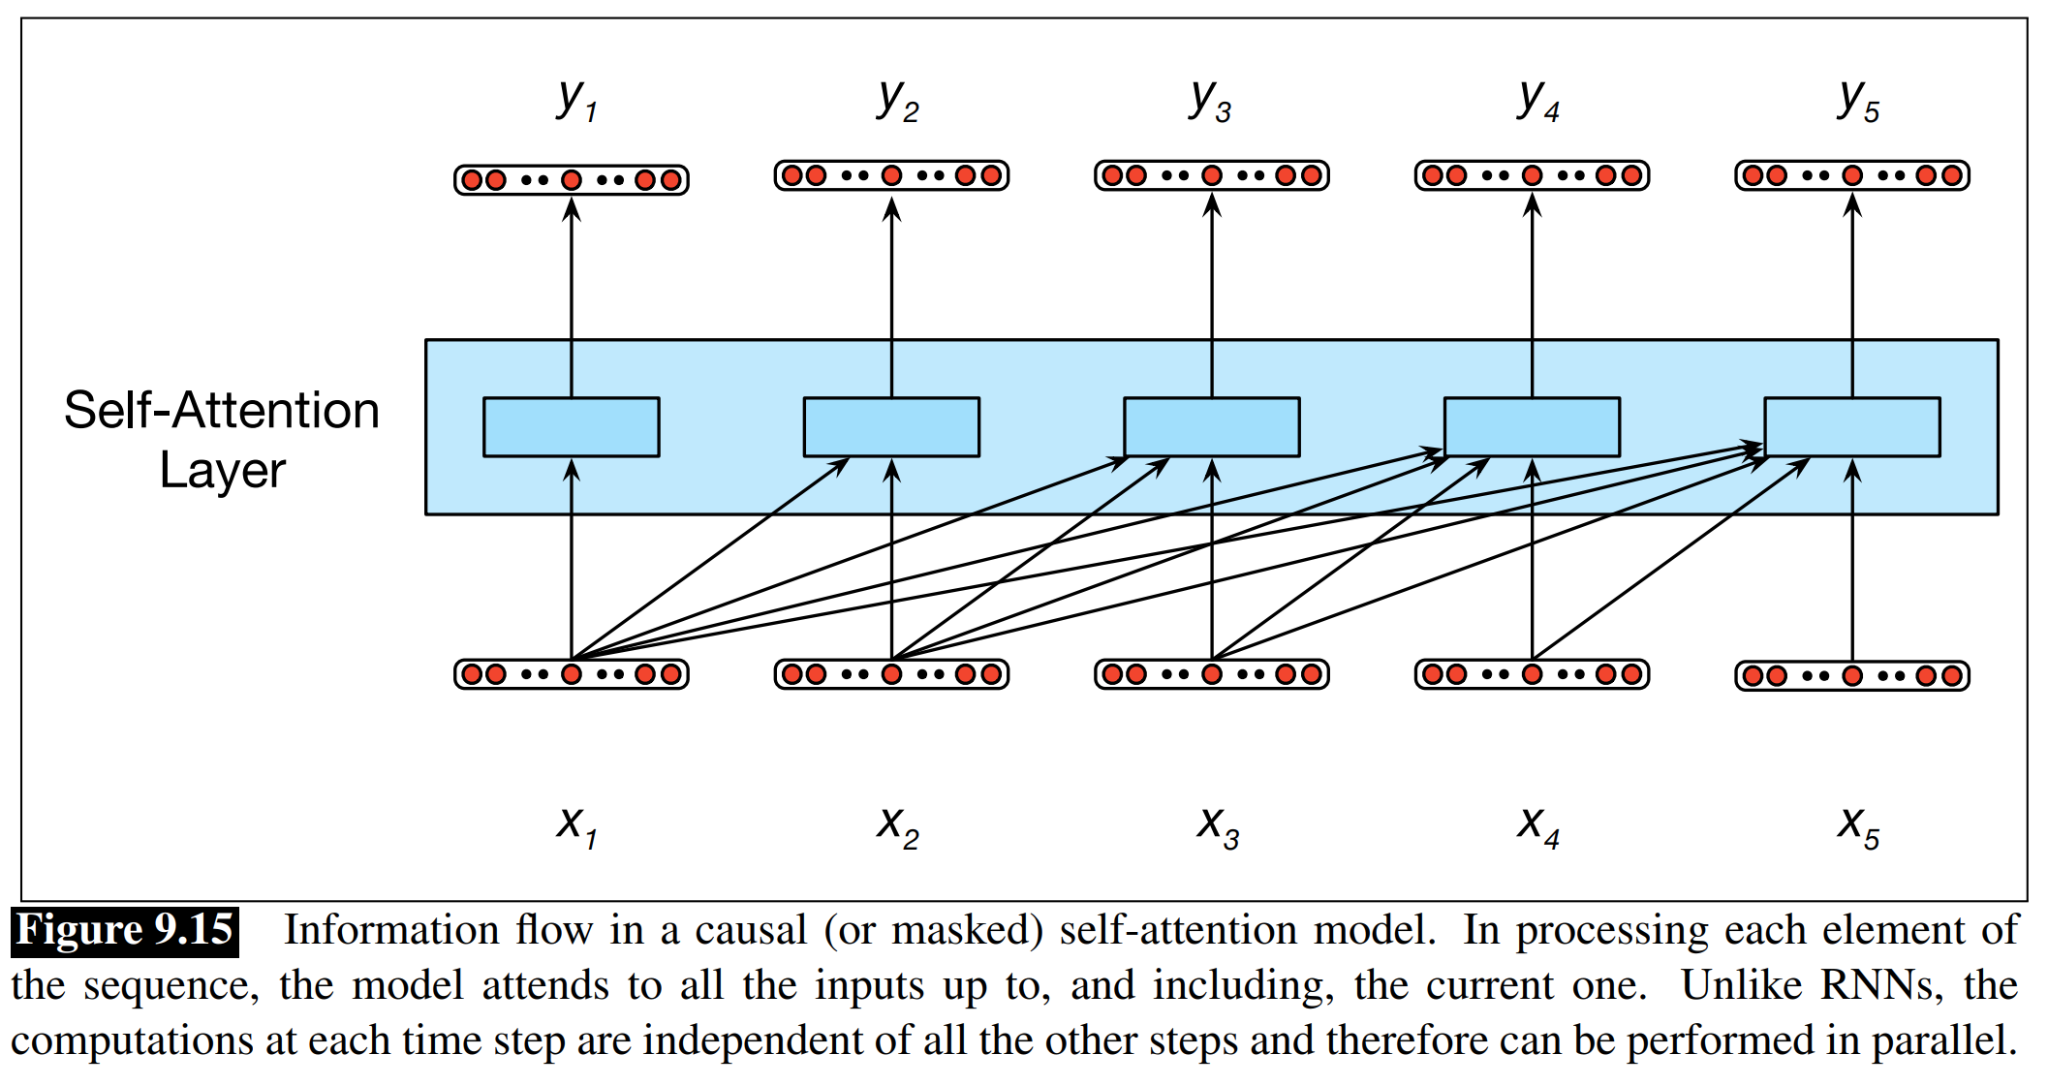 y1 y2 y3 y4 y5
Self-Attention
Layer
x1 x2 x3 x4 x5
Figure 9.15 Information flow in a causal (or masked) self-attention model. In processing each element of
the sequence, the model attends to all the inputs up to, and including, the current one. Unlike RNNs, the
computations at each time step are independent of all the other steps and therefore can be performed in parallel.